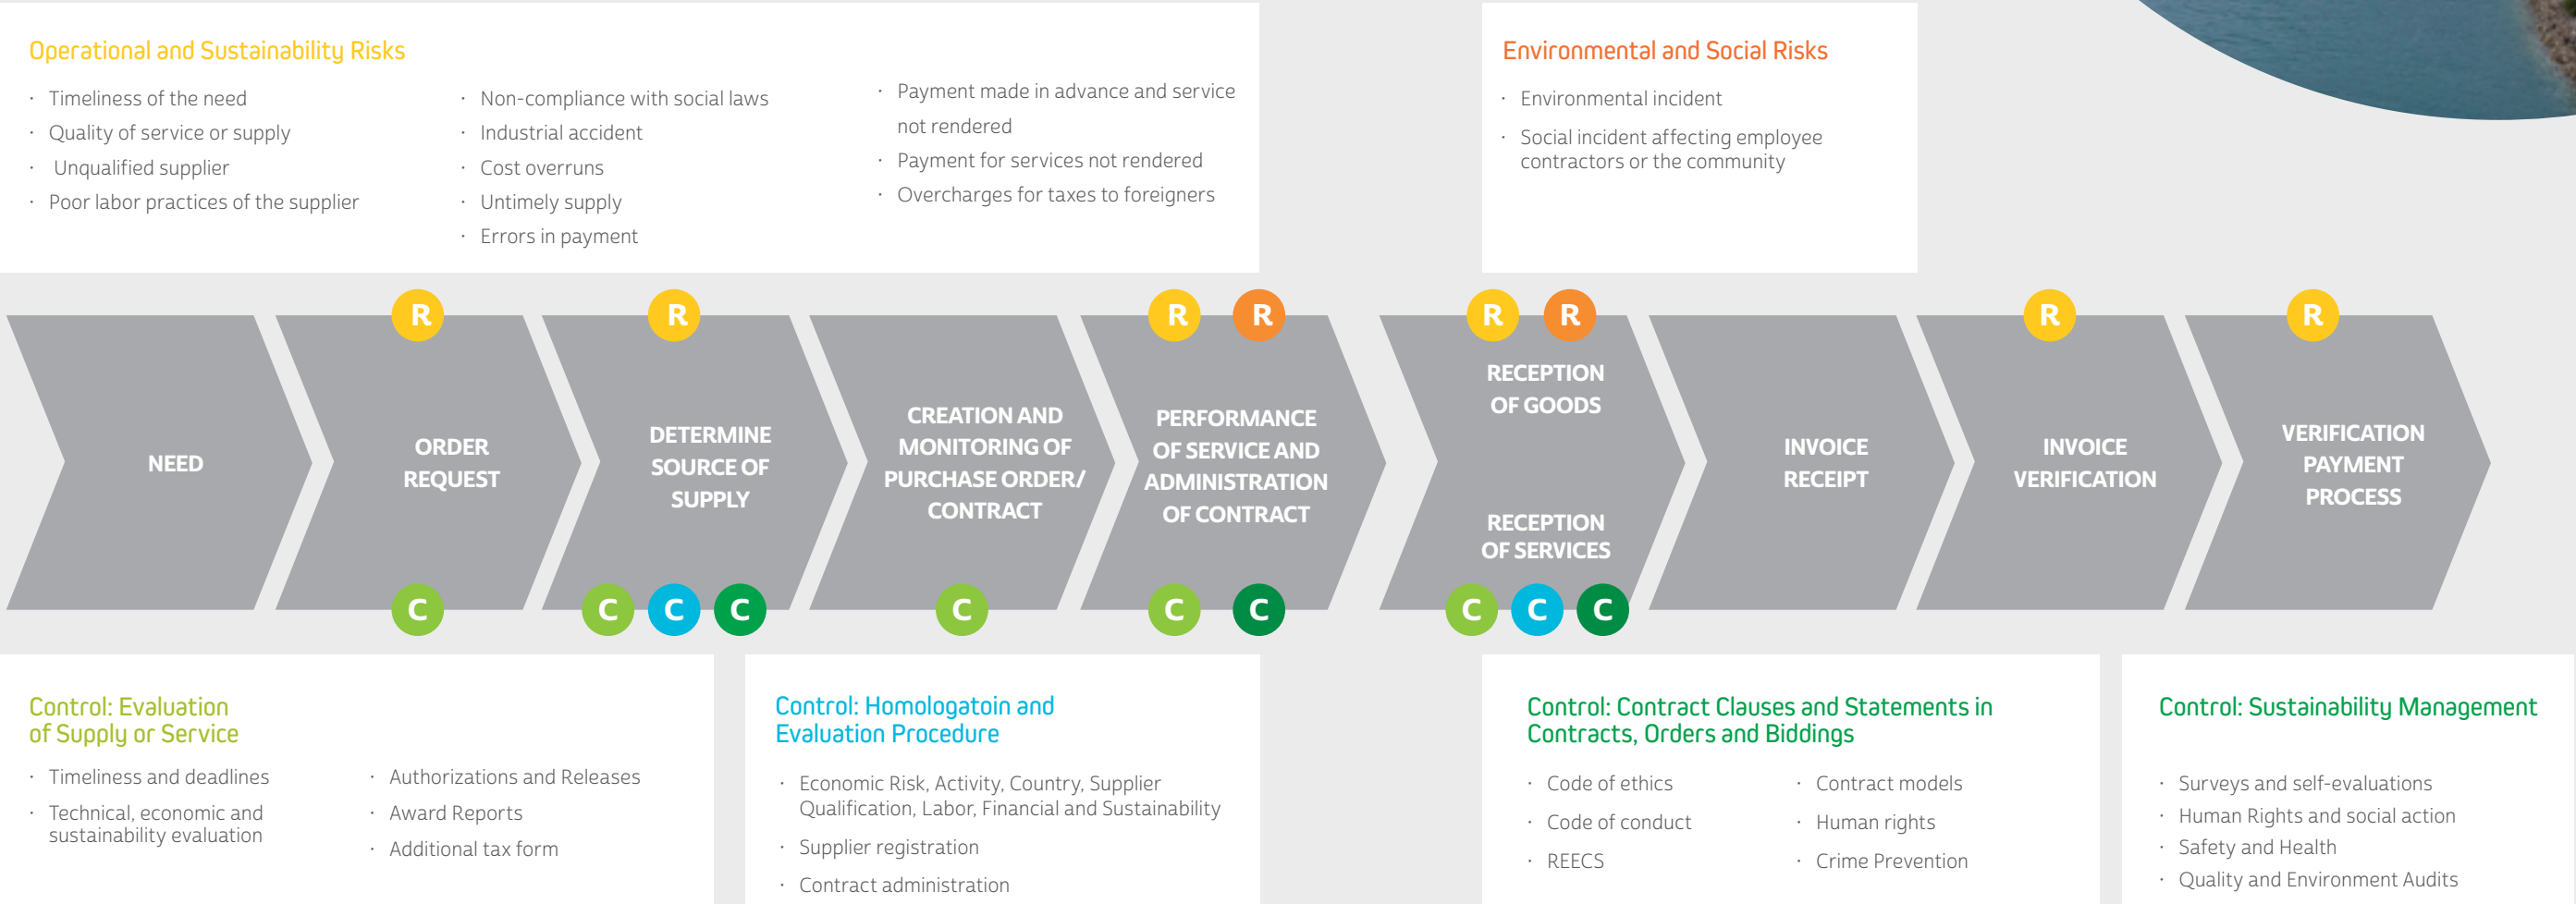 Operational and Sustainability Risks
· Timeliness of the need
· Quality of service or supply
· Unqualified supplier
· Poor labor practices of the supplier
· Non-compliance with social laws
· Industrial accident
· Cost overruns
· Untimely supply
· Errors in payment
· Payment made in advance and service
not rendered
· Payment for services not rendered
· Overcharges for taxes to foreigners
Environmental and Social Risks
· Environmental incident
· Social incident affecting employee
contractors or the community
R
R
R
R
R
R
R
R
NEED
ORDER
REQUEST
DETERMINE
SOURCE OF
SUPPLY
CREATION AND
MONITORING OF
PURCHASE ORDER/
CONTRACT
PERFORMANCE
OF SERVICE AND
ADMINISTRATION
OF CONTRACT
RECEPTION
OF GOODS
RECEPTION
OF SERVICES
INVOICE
RECEIPT
INVOICE
VERIFICATION
VERIFICATION
PAYMENT
PROCESS
C
C
C
C
C
C
C
C
C
C
Control: Evaluation
of Supply or Service
· Timeliness and deadlines
· Technical, economic and
sustainability evaluation
· Authorizations and Releases
· Award Reports
· Additional tax form
Control: Homologatoin and
Evaluation Procedure
· Economic Risk, Activity, Country, Supplier
Qualification, Labor, Financial and Sustainability
· Supplier registration
· Contract administration
Control: Contract Clauses and Statements in
Contracts, Orders and Biddings
· Code of ethics
· Code of conduct
· REECS
· Contract models
· Human rights
· Crime Prevention
Control: Sustainability Management
· Surveys and self-evaluations
· Human Rights and social action
· Safety and Health
· Quality and Environment Audits